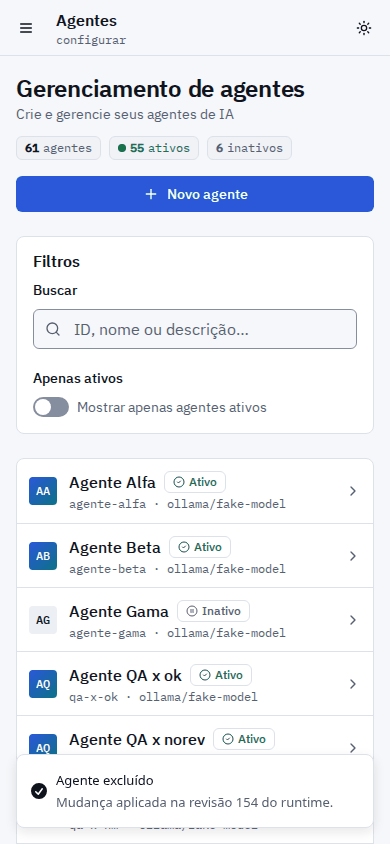 Agentes
configurar
Gerenciamento de agentes
Crie e gerencie seus agentes de IA
61 agentes
55 ativos
6 inativos
Novo agente
Filtros
Buscar
ID, nome ou descrição...
Apenas ativos
Mostrar apenas agentes ativos
AA
Agente Alfa
Ativo
agente-alfa · ollama/fake-model
AB
Agente Beta
Ativo
agente-beta · ollama/fake-model
AG
Agente Gama
Inativo
agente-gama · ollama/fake-model
AQ
Agente QA x ok
Ativo
qa-x-ok · ollama/fake-model
AQ
Agente QA x norev
Ativo
Agente excluído
Mudança aplicada na revisão 154 do runtime.